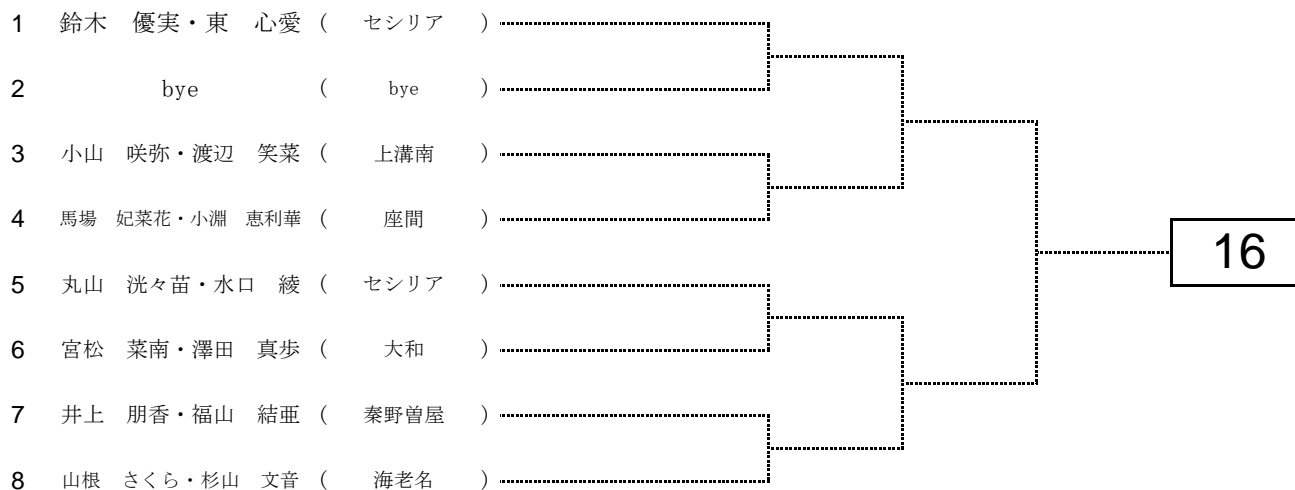 1 鈴木 優実・東 心愛 ( セシリア )
2 bye ( bye )
3 小山 咲弥・渡辺 笑菜 ( 上溝南 )
4 馬場 妃菜花・小淵 恵利華 ( 座間 )
16
5 丸山 洸々苗・水口 綾 ( セシリア )
6 宮松 菜南・澤田 真歩 ( 大和 )
7 井上 朋香・福山 結亜 ( 秦野曽屋 )
8 山根 さくら・杉山 文音 ( 海老名 )